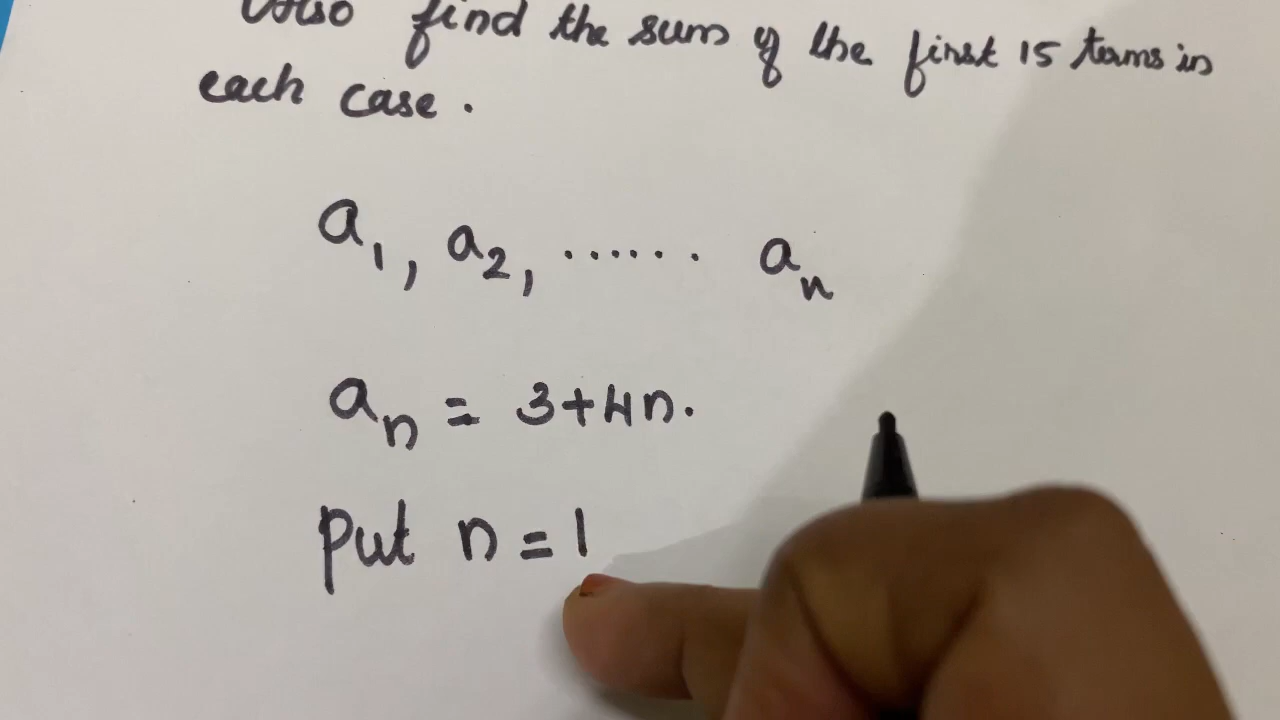 Also find the sum of the first 15 terms in
each case.
a₁, a₂, ...... aₙ
aₙ = 3+4n.
put n = 1